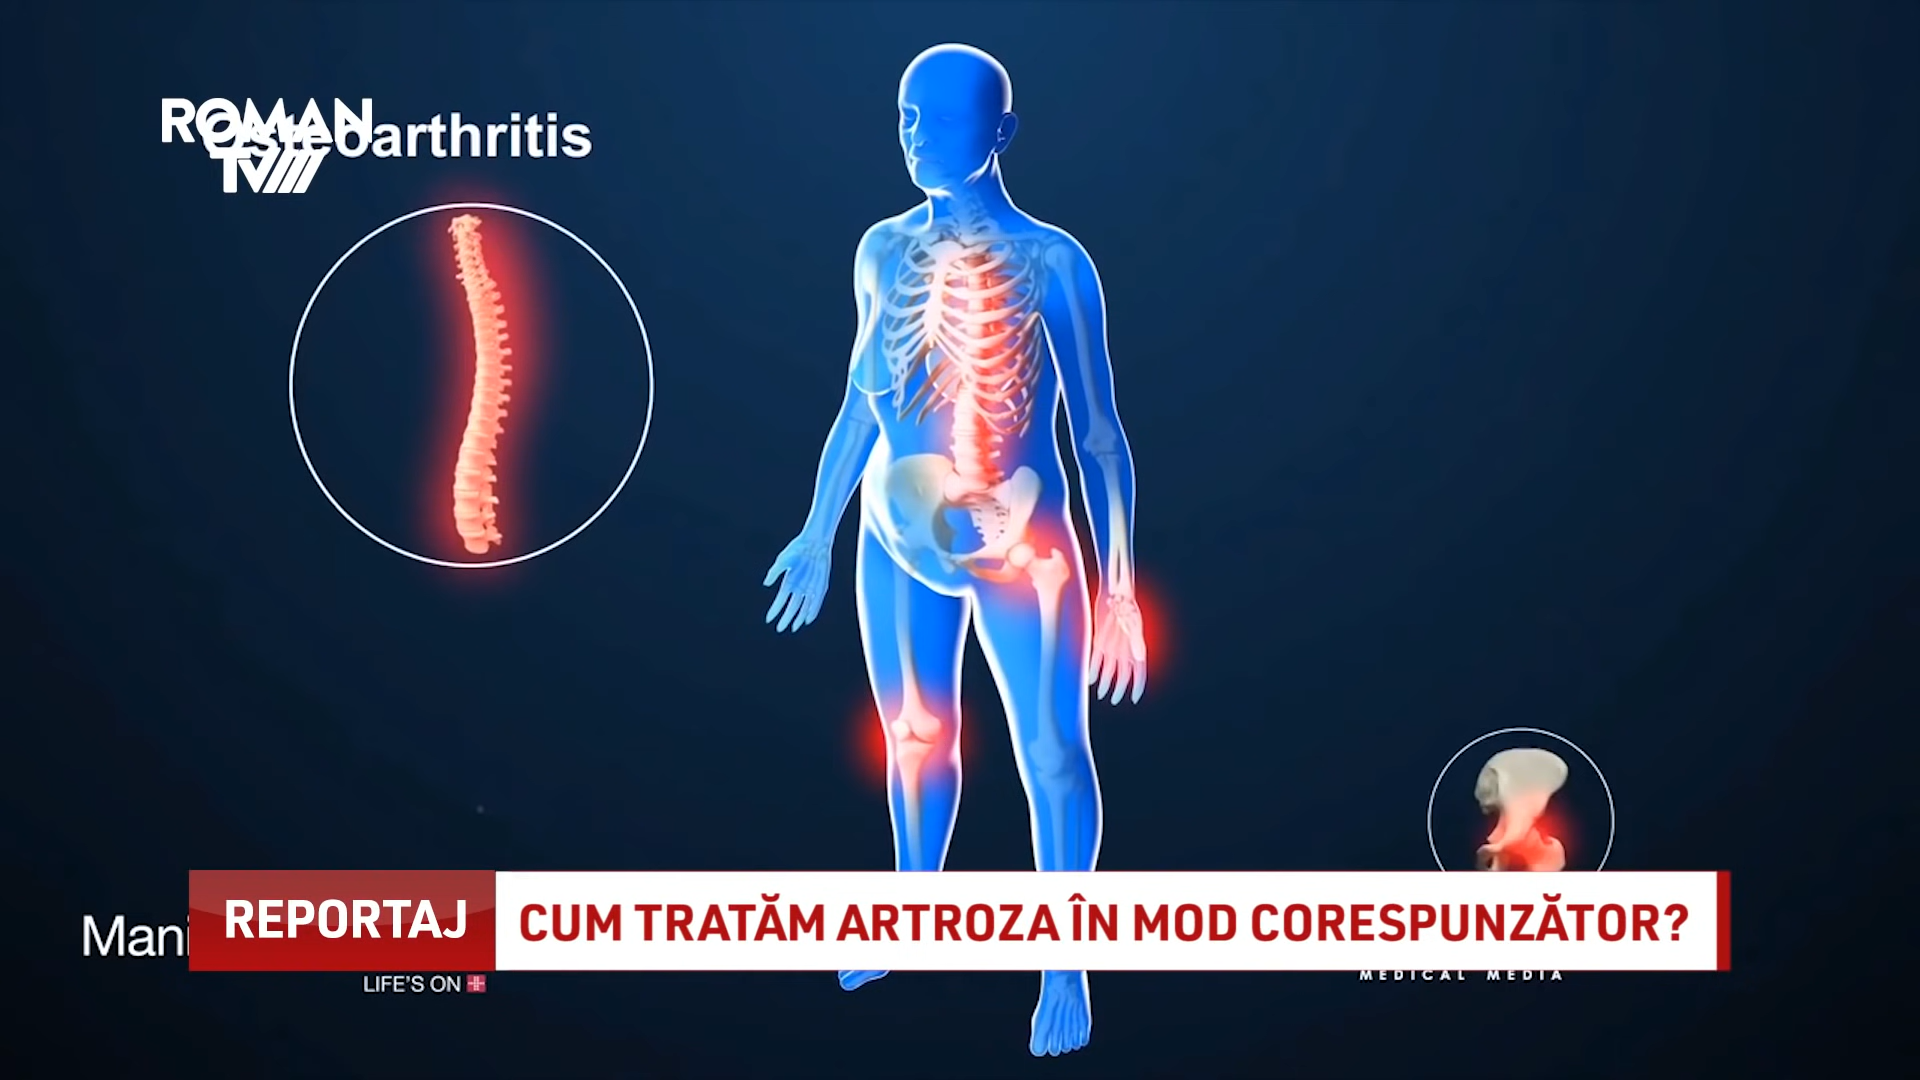 ROMAN
TV
Osteoarthritis
Mani
REPORTAJ
CUM TRATĂM ARTROZA ÎN MOD CORESPUNZĂTOR?
LIFE'S ON
MEDICAL MEDIA